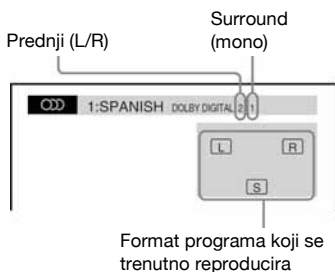 Surround
(mono)
Prednji (L/R)
1:SPANISH DOLBY DIGITAL 2 1
L R
S
Format programa koji se
trenutno reproducira